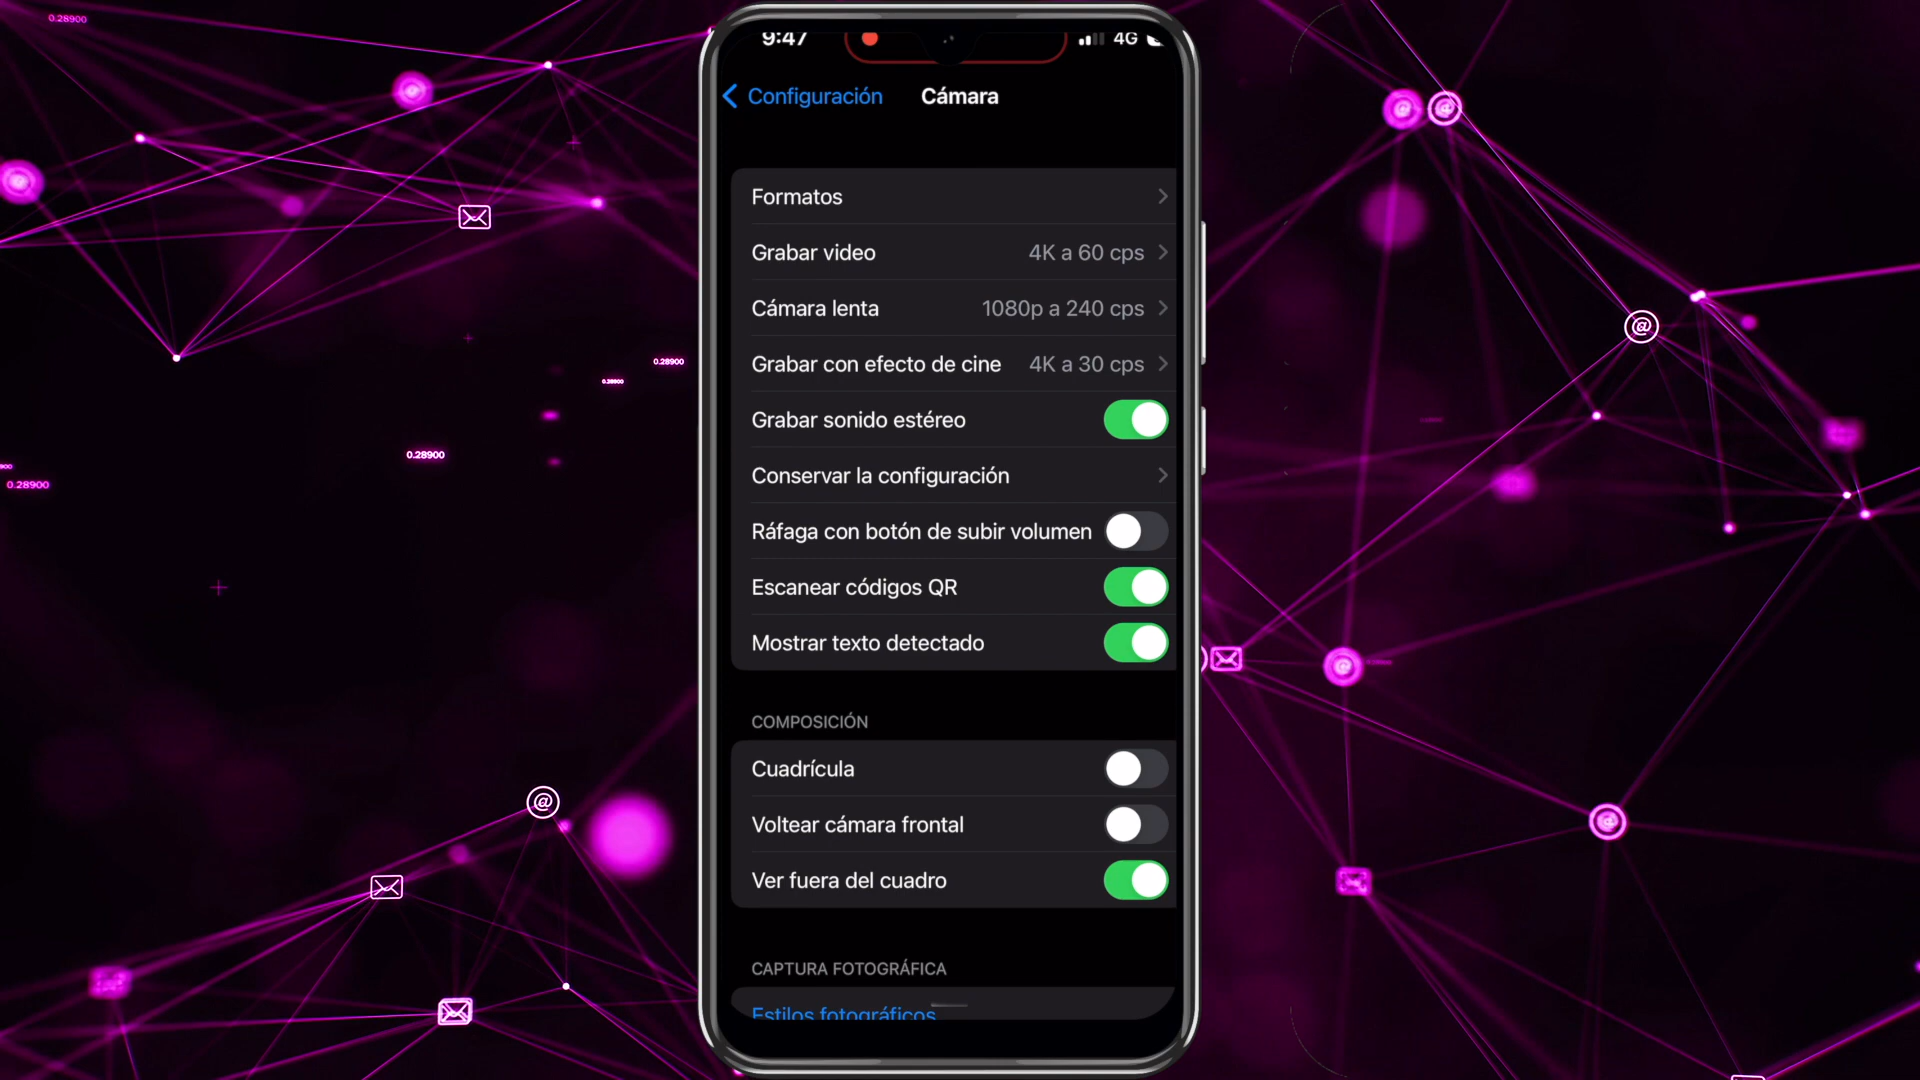 0.28900
9:47
4G
Configuración
Cámara
Formatos
Grabar video 4K a 60 cps
Cámara lenta 1080p a 240 cps
Grabar con efecto de cine 4K a 30 cps
Grabar sonido estéreo
Conservar la configuración
Ráfaga con botón de subir volumen
Escanear códigos QR
Mostrar texto detectado
0.28900
0.28900
0.28900
0.28900
COMPOSICIÓN
Cuadrícula
Voltear cámara frontal
Ver fuera del cuadro
CAPTURA FOTOGRÁFICA
Estilos fotográficos